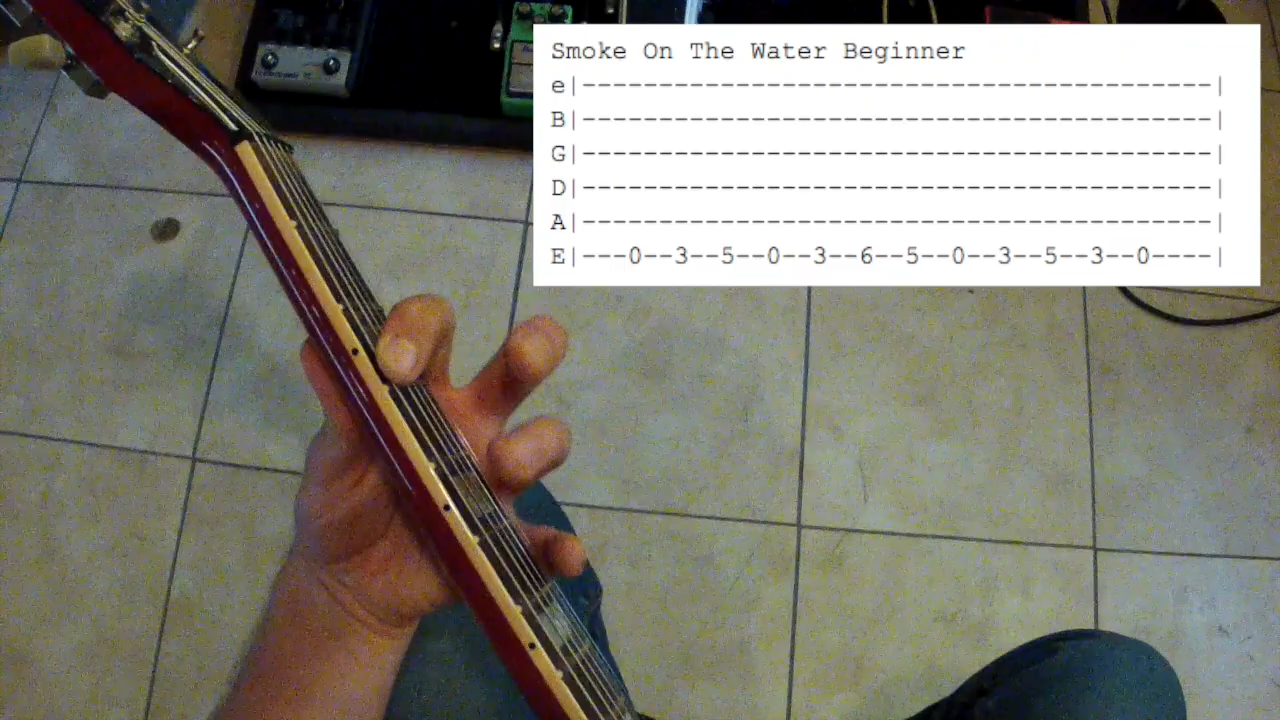 Smoke On The Water Beginner
e|-----------------------------------------|
B|-----------------------------------------|
G|-----------------------------------------|
D|-----------------------------------------|
A|-----------------------------------------|
E|---0--3--5--0--3--6--5--0--3--5--3--0----|